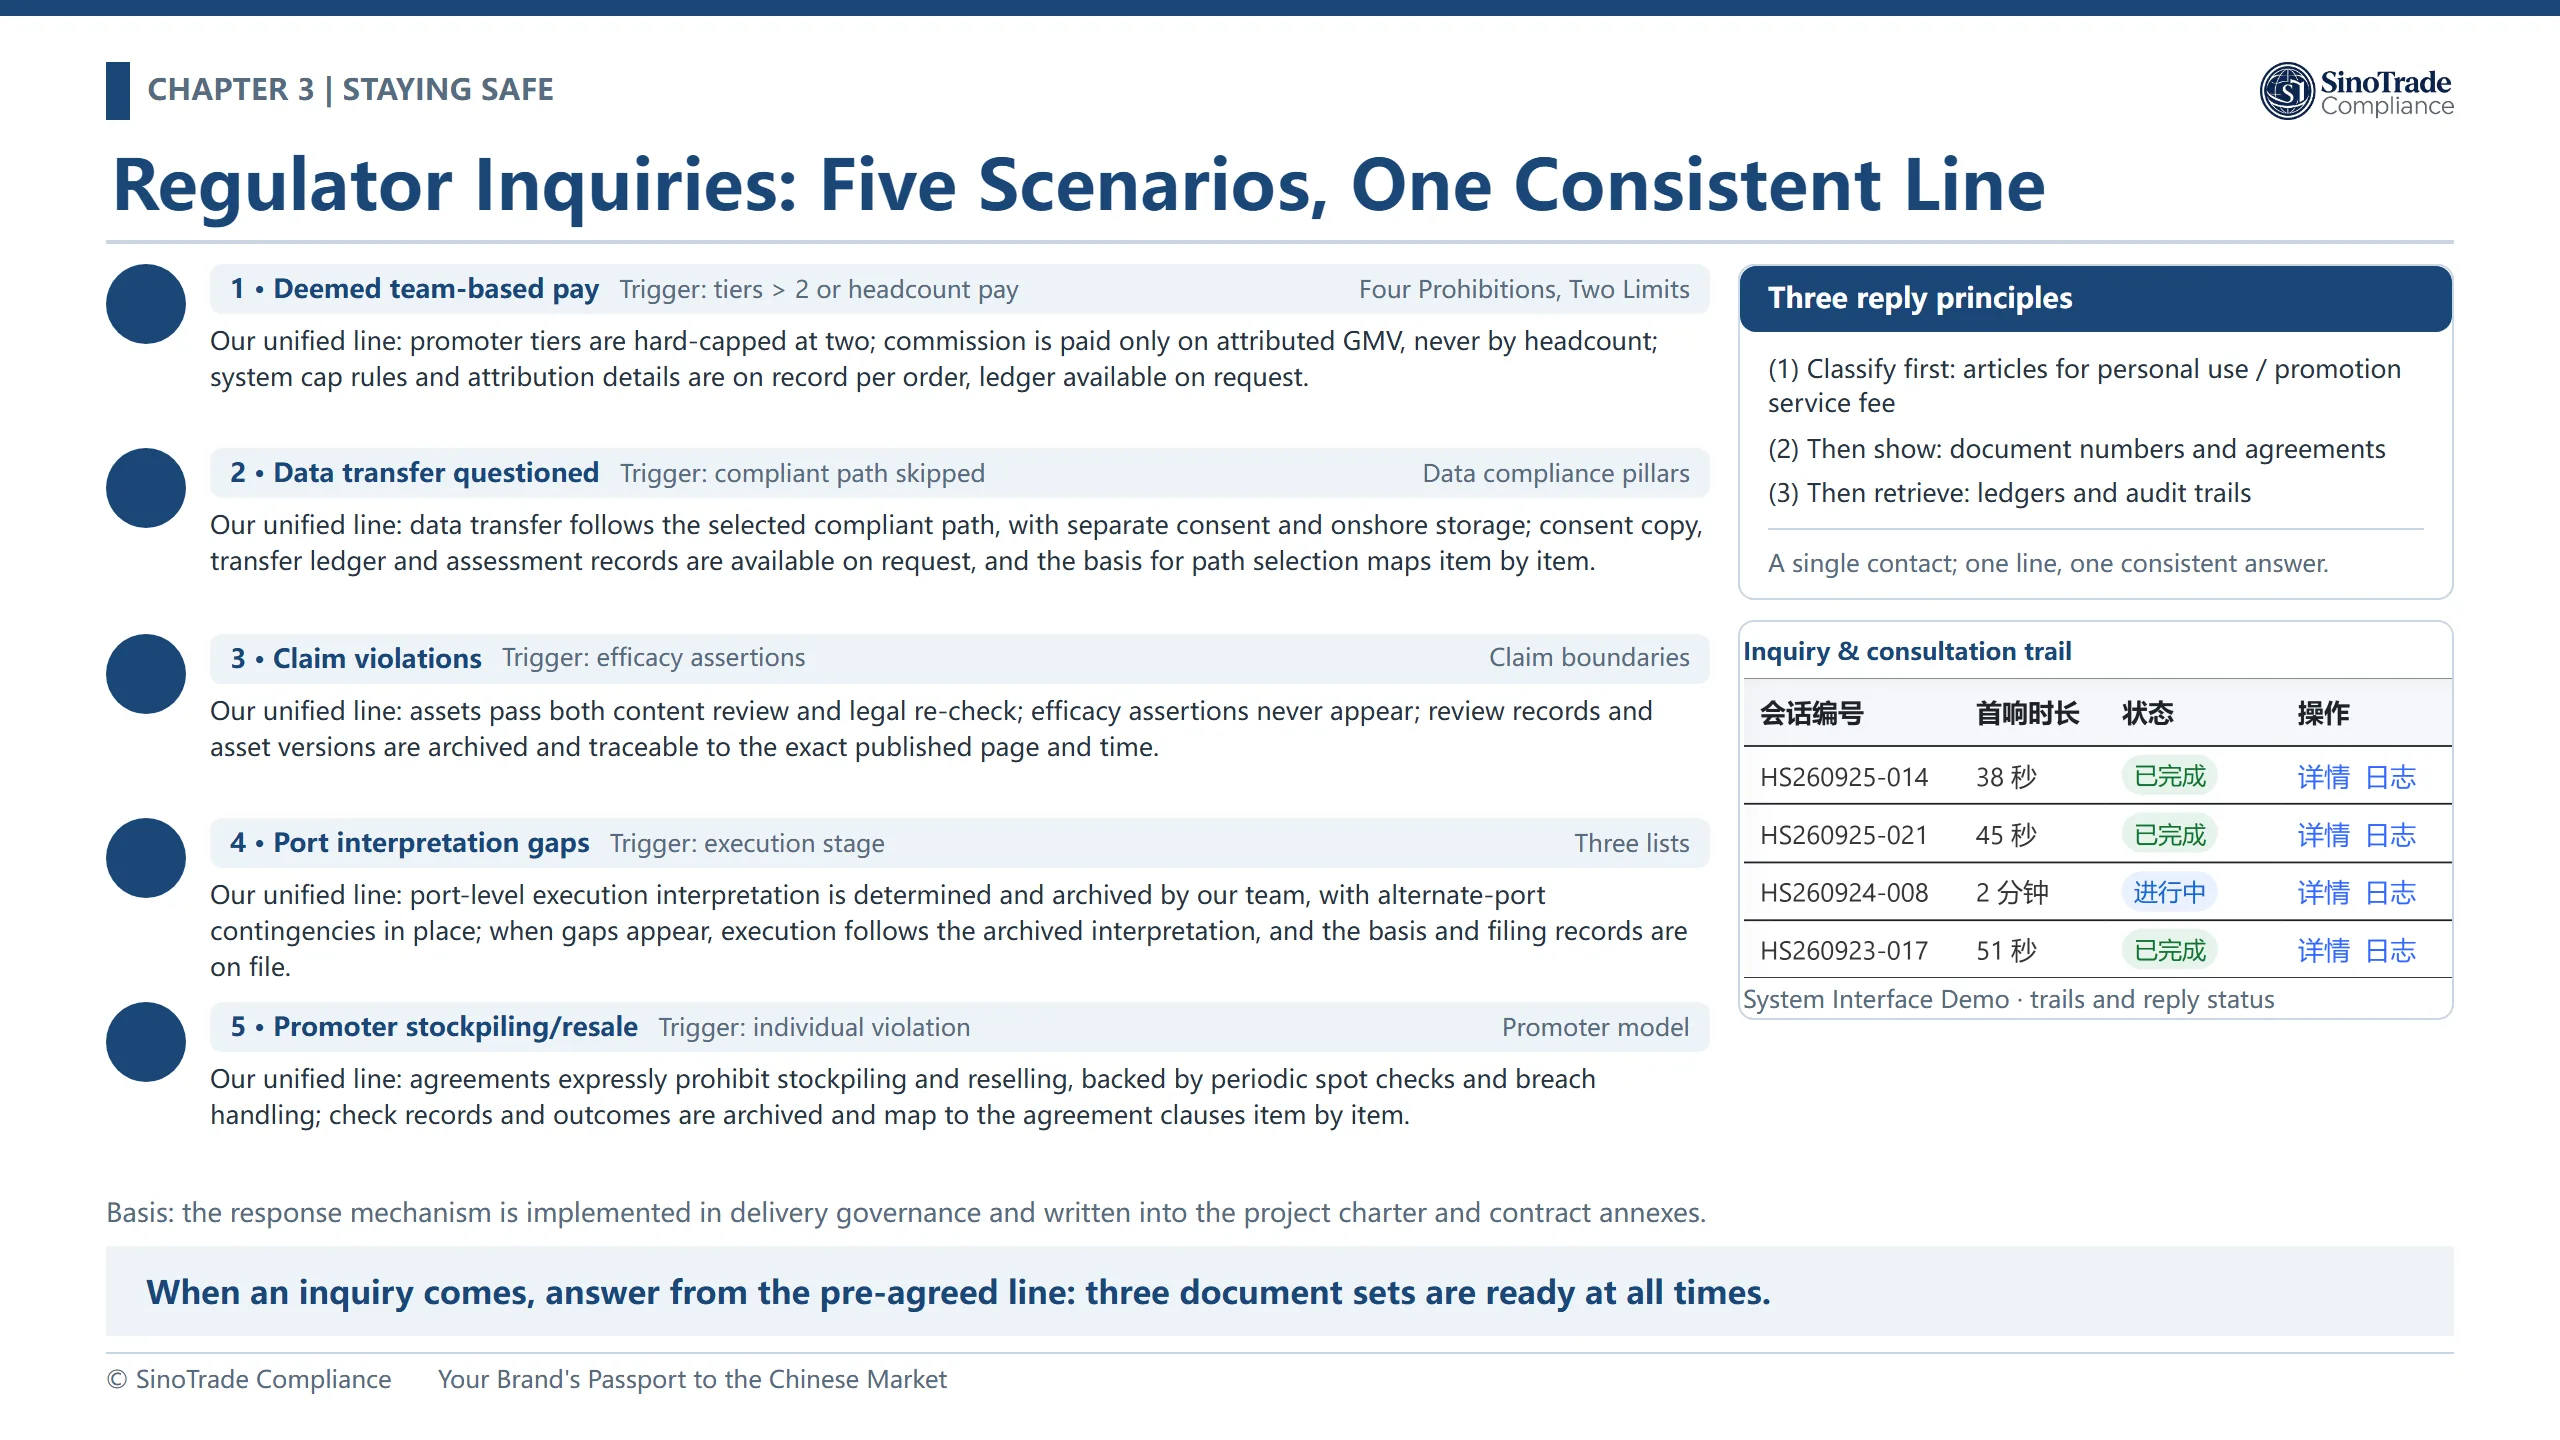 CHAPTER 3 | STAYING SAFE
SinoTrade
Compliance
Regulator Inquiries: Five Scenarios, One Consistent Line
1 • Deemed team-based pay Trigger: tiers > 2 or headcount pay Four Prohibitions, Two Limits
Our unified line: promoter tiers are hard-capped at two; commission is paid only on attributed GMV, never by headcount;
system cap rules and attribution details are on record per order, ledger available on request.
2 • Data transfer questioned Trigger: compliant path skipped Data compliance pillars
Our unified line: data transfer follows the selected compliant path, with separate consent and onshore storage; consent copy,
transfer ledger and assessment records are available on request, and the basis for path selection maps item by item.
3 • Claim violations Trigger: efficacy assertions Claim boundaries
Our unified line: assets pass both content review and legal re-check; efficacy assertions never appear; review records and
asset versions are archived and traceable to the exact published page and time.
4 • Port interpretation gaps Trigger: execution stage Three lists
Our unified line: port-level execution interpretation is determined and archived by our team, with alternate-port
contingencies in place; when gaps appear, execution follows the archived interpretation, and the basis and filing records are
on file.
5 • Promoter stockpiling/resale Trigger: individual violation Promoter model
Our unified line: agreements expressly prohibit stockpiling and reselling, backed by periodic spot checks and breach
handling; check records and outcomes are archived and map to the agreement clauses item by item.
Three reply principles
(1) Classify first: articles for personal use / promotion
service fee
(2) Then show: document numbers and agreements
(3) Then retrieve: ledgers and audit trails
A single contact; one line, one consistent answer.
Inquiry & consultation trail
会话编号 首响时长 状态 操作
HS260925-014 38 秒 已完成 详情 日志
HS260925-021 45 秒 已完成 详情 日志
HS260924-008 2 分钟 进行中 详情 日志
HS260923-017 51 秒 已完成 详情 日志
System Interface Demo · trails and reply status
Basis: the response mechanism is implemented in delivery governance and written into the project charter and contract annexes.
When an inquiry comes, answer from the pre-agreed line: three document sets are ready at all times.
© SinoTrade Compliance Your Brand's Passport to the Chinese Market